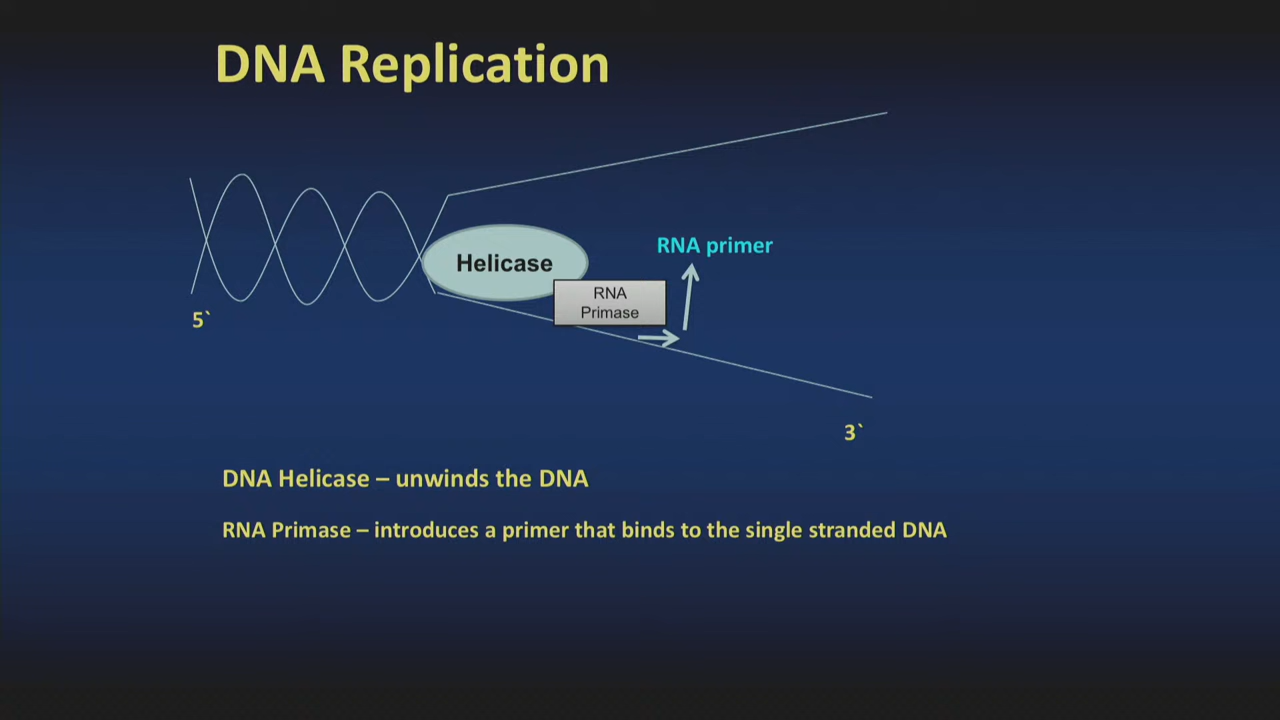 DNA Replication
RNA primer
Helicase
RNA
Primase
5`
3`
DNA Helicase – unwinds the DNA
RNA Primase – introduces a primer that binds to the single stranded DNA